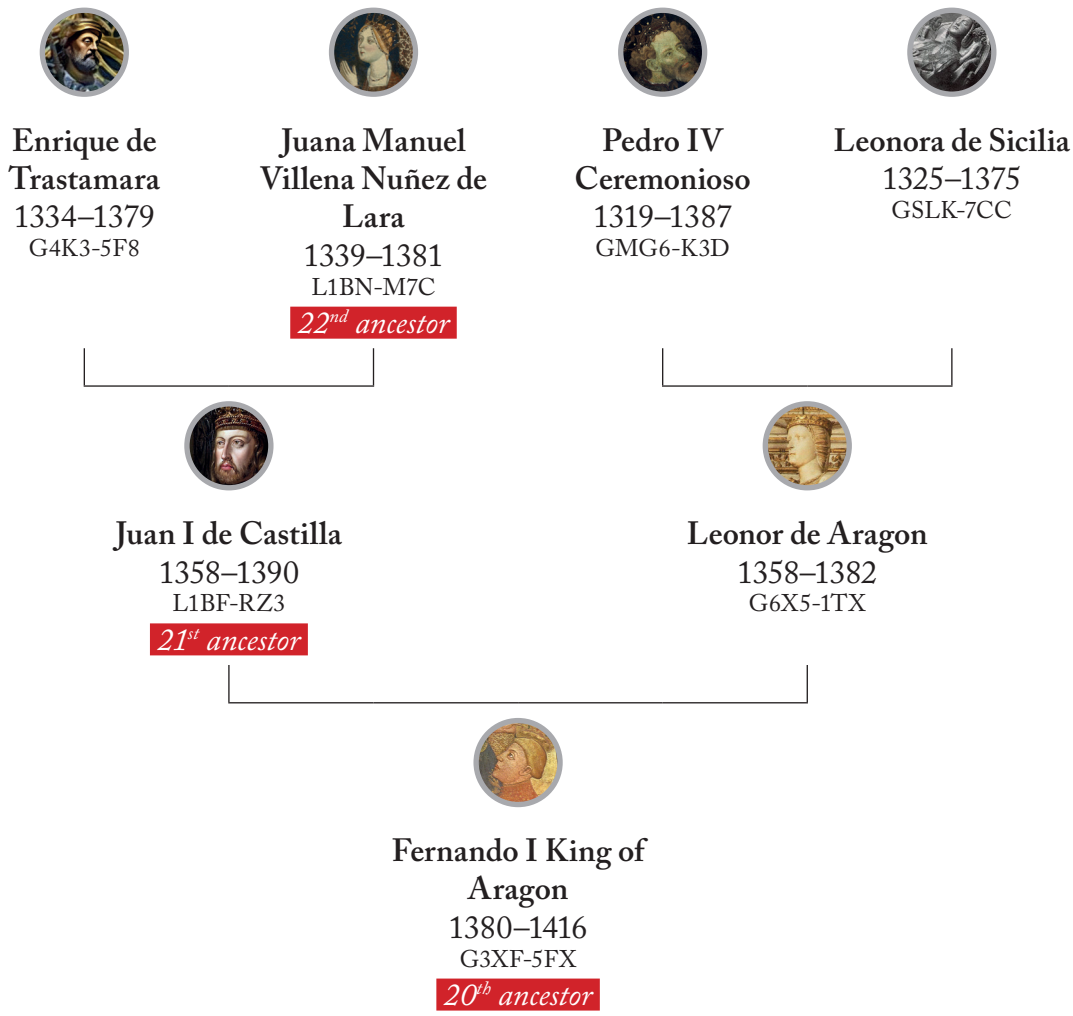 Enrique de
Trastamara
1334–1379
G4K3-5F8
Juana Manuel
Villena Nuñez de
Lara
1339–1381
L1BN-M7C
22nd ancestor
Pedro IV
Ceremonioso
1319–1387
GMG6-K3D
Leonora de Sicilia
1325–1375
GSLK-7CC
Juan I de Castilla
1358–1390
L1BF-RZ3
21st ancestor
Leonor de Aragon
1358–1382
G6X5-1TX
Fernando I King of
Aragon
1380–1416
G3XF-5FX
20th ancestor